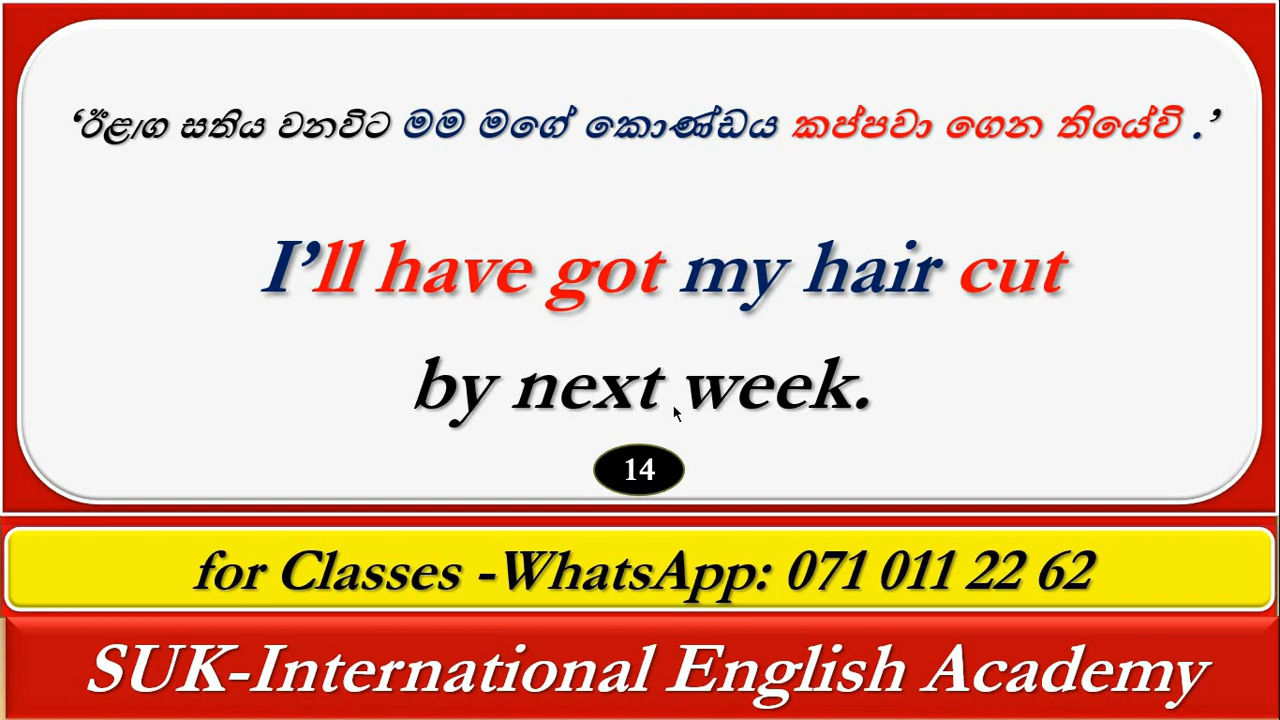 ‘ඊළඟ සතිය වනවිට මම මගේ කොණ්ඩය කප්පවා ගෙන තියේවි .’
I’ll have got my hair cut
by next week.
14
for Classes -WhatsApp: 071 011 22 62
SUK-International English Academy